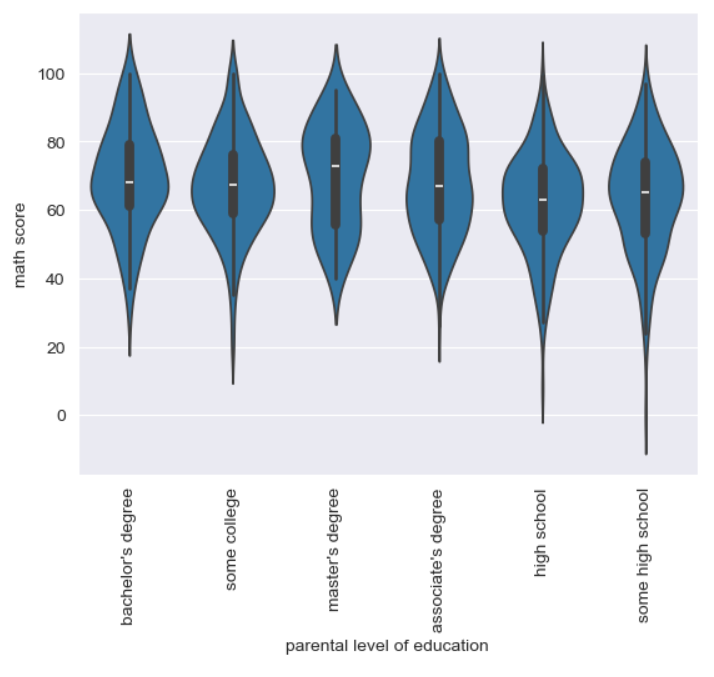 100
80
60
40
20
0
math score
bachelor's degree
some college
master's degree
associate's degree
high school
some high school
parental level of education